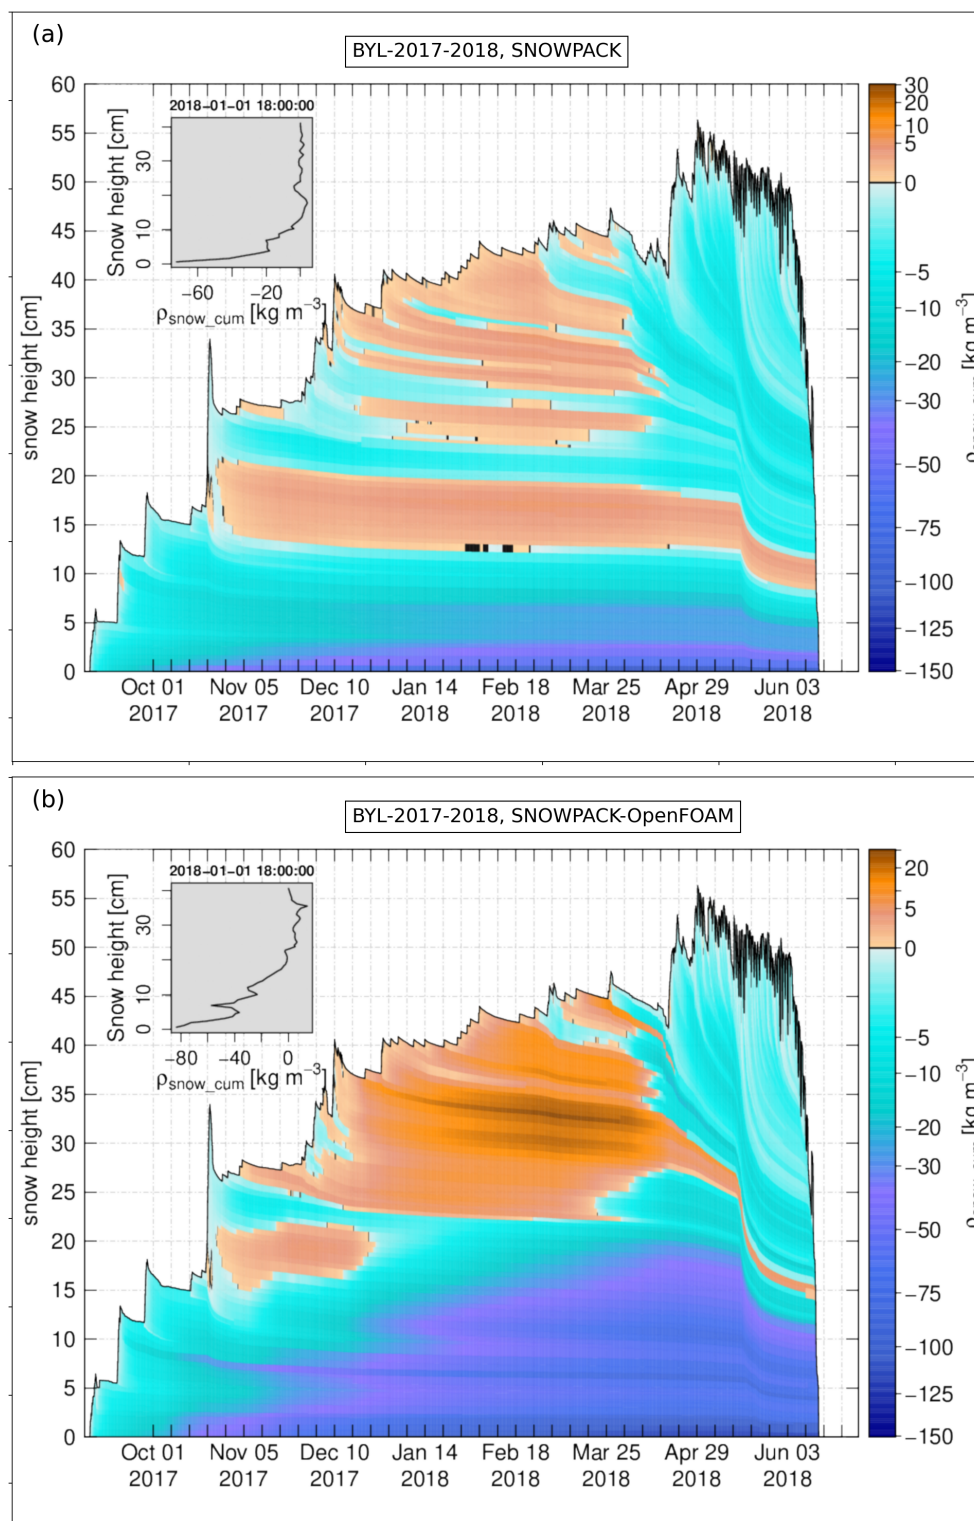 (a)
BYL-2017-2018, SNOWPACK
2018-01-01 18:00:00
Snow height [cm]
0 10 30
−60 −20
ρsnow_cum [kg m−3]
snow height [cm]
60
55
50
45
40
35
30
25
20
15
10
5
0
Oct 01 Nov 05 Dec 10 Jan 14 Feb 18 Mar 25 Apr 29 Jun 03
2017 2017 2017 2018 2018 2018 2018 2018
30
20
10
5
0
−5
−10
−20
−30
−50
−75
−100
−125
−150
[kg m−3]
(b)
BYL-2017-2018, SNOWPACK-OpenFOAM
2018-01-01 18:00:00
Snow height [cm]
0 10 30
−80 −40 0
ρsnow_cum [kg m−3]
snow height [cm]
60
55
50
45
40
35
30
25
20
15
10
5
0
Oct 01 Nov 05 Dec 10 Jan 14 Feb 18 Mar 25 Apr 29 Jun 03
2017 2017 2017 2018 2018 2018 2018 2018
20
10
5
0
−5
−10
−20
−30
−50
−75
−100
−125
−150
[kg m−3]